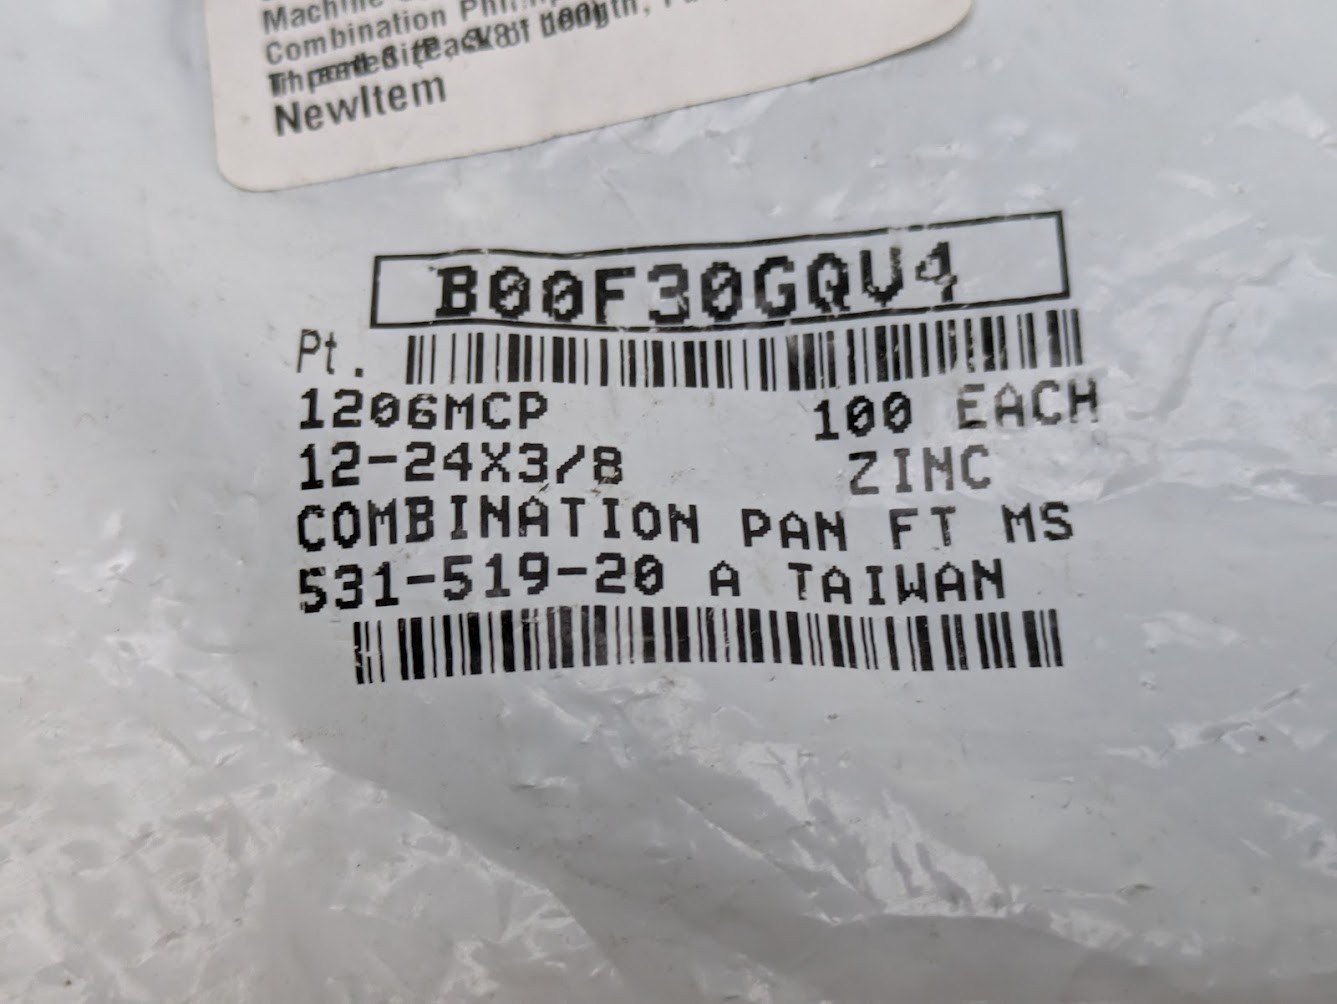 Machine
Combination
NewItem
B00F30GQV4
Pt.
1206MCP 100 EACH
12-24X3/8 ZINC
COMBINATION PAN FT MS
531-519-20 A TAIWAN